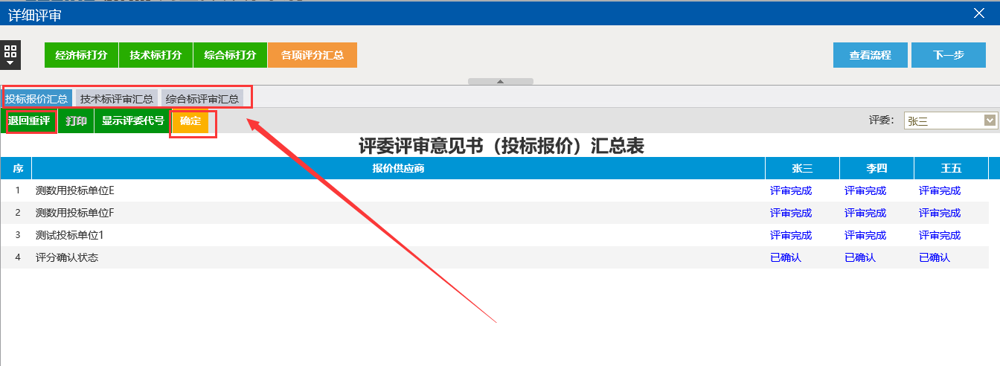 详细评审
经济标打分 技术标打分 综合标打分 各项评分汇总 查看流程 下一步
投标报价汇总 技术标评审汇总 综合标评审汇总
退回重评 打印 显示评委代号 确定 评委: 张三
评委评审意见书（投标报价）汇总表
序 报价供应商 张三 李四 王五
1 测数用投标单位E 评审完成 评审完成 评审完成
2 测数用投标单位F 评审完成 评审完成 评审完成
3 测试投标单位1 评审完成 评审完成 评审完成
4 评分确认状态 已确认 已确认 已确认